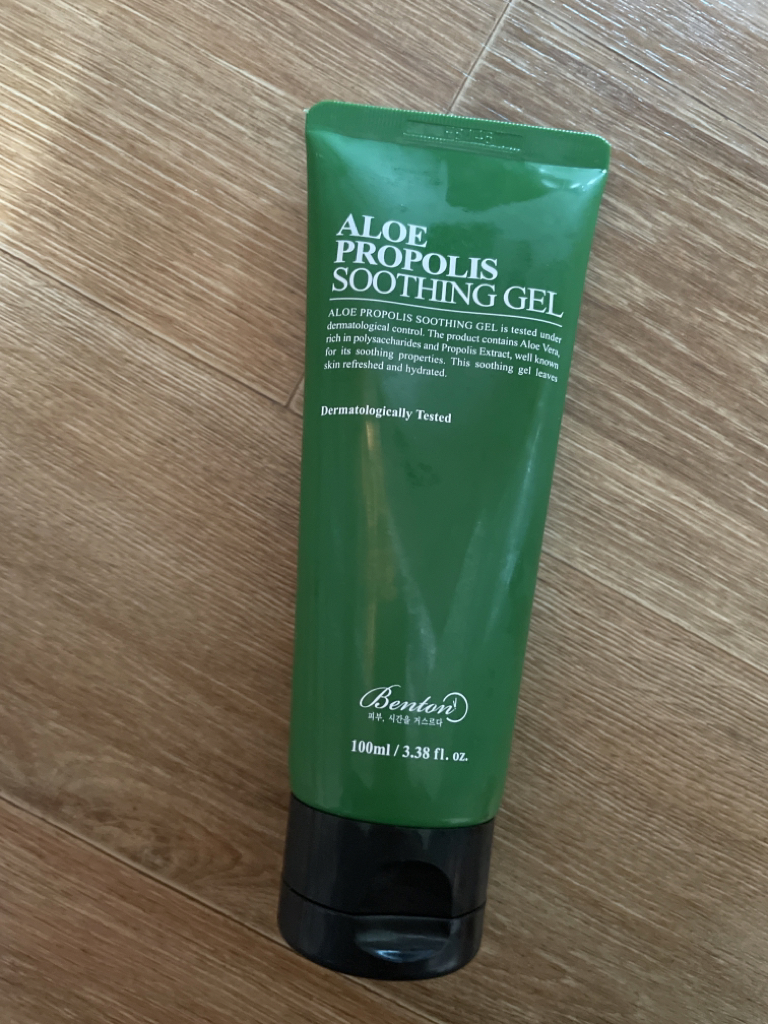 ALOE
PROPOLIS
SOOTHING GEL
ALOE PROPOLIS SOOTHING GEL is tested under
dermatological control. The product contains Aloe Vera,
rich in polysaccharides and Propolis Extract, well known
for its soothing properties. This soothing gel leaves
skin refreshed and hydrated.
Dermatologically Tested
Benton
피부, 시간을 거스르다
100ml / 3.38 fl. oz.